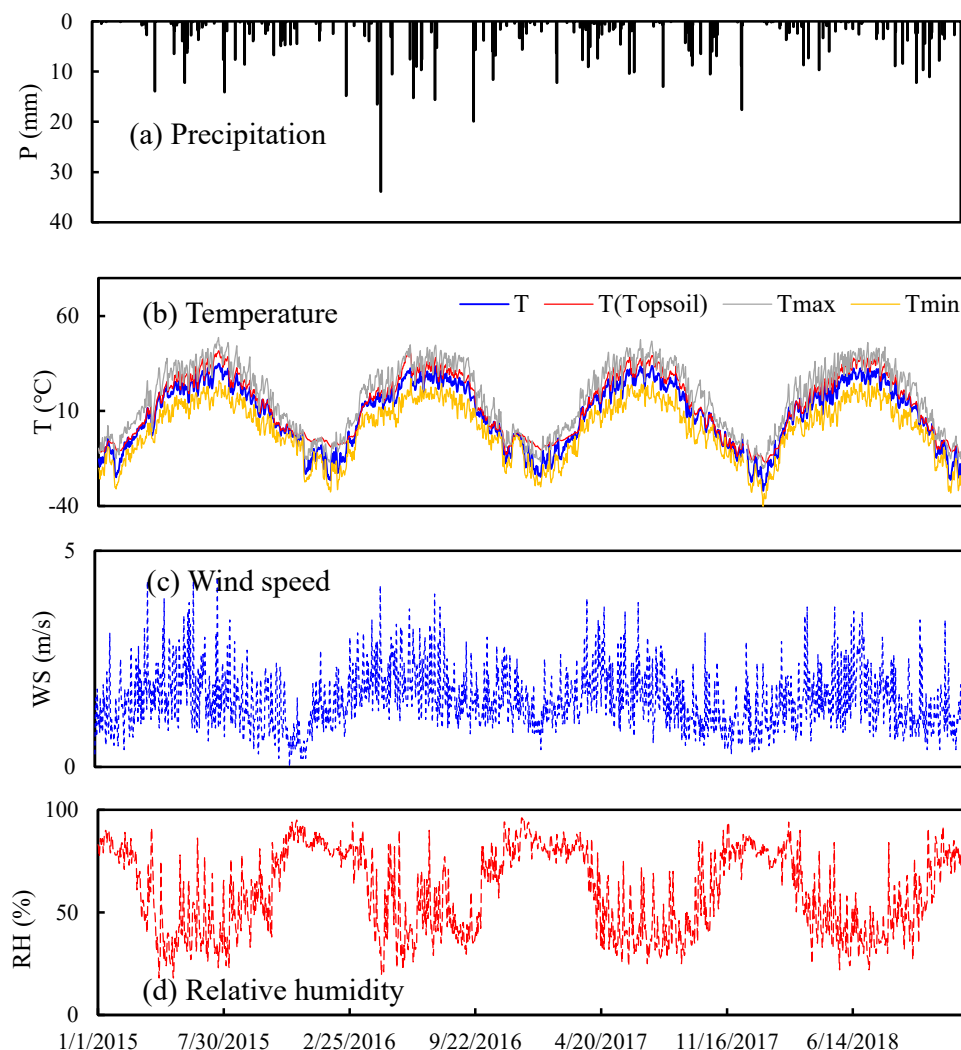 0
10
20
30
40
P (mm)
(a) Precipitation
60
10
-40
T (°C)
(b) Temperature
T T(Topsoil) Tmax Tmin
5
0
WS (m/s)
(c) Wind speed
100
50
0
RH (%)
(d) Relative humidity
1/1/2015 7/30/2015 2/25/2016 9/22/2016 4/20/2017 11/16/2017 6/14/2018